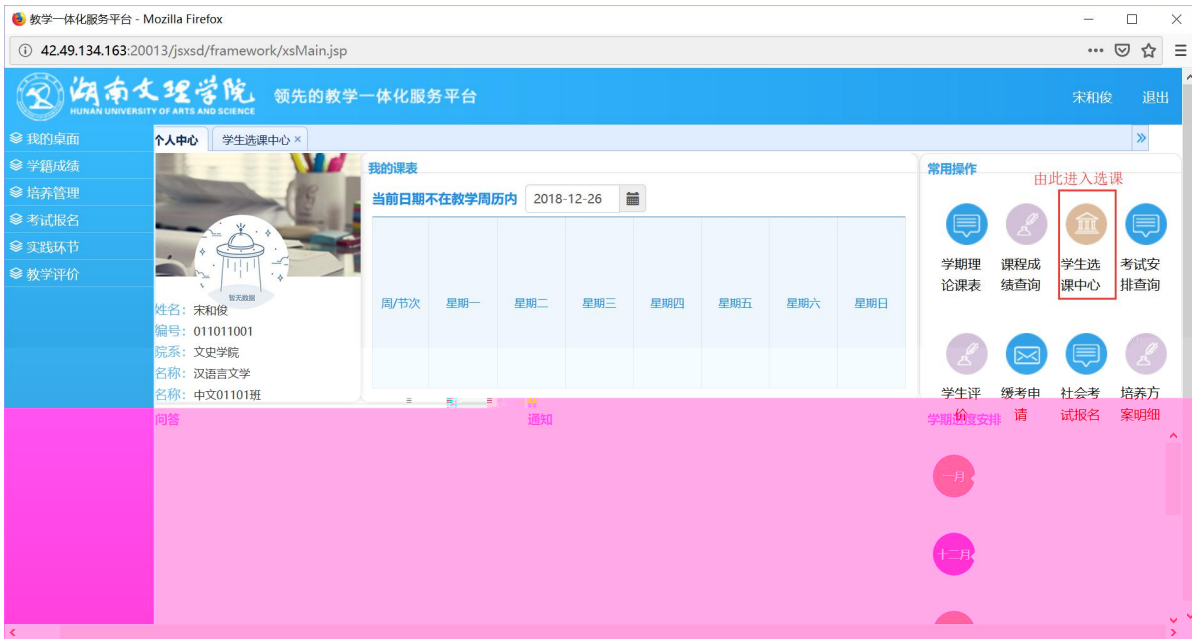 教学一体化服务平台 - Mozilla Firefox
42.49.134.163:20013/jsxsd/framework/xsMain.jsp
湖南文理学院
HUNAN UNIVERSITY OF ARTS AND SCIENCE
领先的教学一体化服务平台
宋和俊 退出
我的桌面
学籍成绩
培养管理
考试报名
实践环节
教学评价
个人中心 学生选课中心 ×
暂无数据
姓名：宋和俊
编号：011011001
院系：文史学院
名称：汉语言文学
名称：中文01101班
我的课表
当前日期不在教学周历内 2018-12-26
周/节次 星期一 星期二 星期三 星期四 星期五 星期六 星期日
常用操作
由此进入选课
学期理论课表
课程成绩查询
学生选课中心
考试安排查询
学生评价
缓考申请
社会考试报名
培养方案明细
问答
通知
学期进度安排
一月
十二月